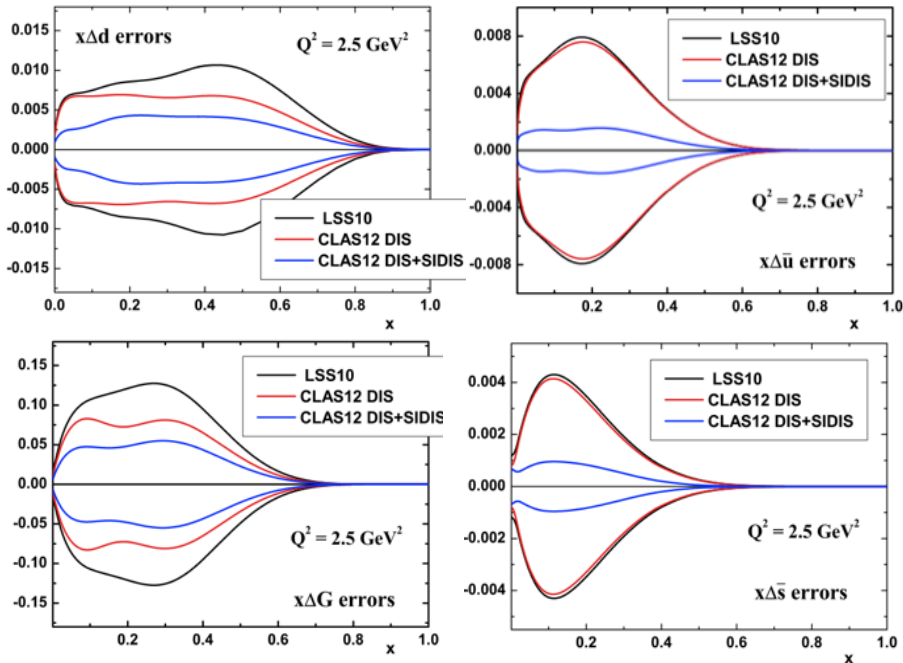 xΔd errors
Q² = 2.5 GeV²
0.015
0.010
0.005
0.000
-0.005
-0.010
-0.015
LSS10
CLAS12 DIS
CLAS12 DIS+SIDIS
0.0 0.2 0.4 0.6 0.8 1.0
x
0.008
0.004
0.000
-0.004
-0.008
LSS10
CLAS12 DIS
CLAS12 DIS+SIDIS
Q² = 2.5 GeV²
xΔū errors
0.2 0.4 0.6 0.8 1.0
x
0.15
0.10
0.05
0.00
-0.05
-0.10
-0.15
LSS10
CLAS12 DIS
CLAS12 DIS+SIDIS
Q² = 2.5 GeV²
xΔG errors
0.2 0.4 0.6 0.8 1.0
x
0.004
0.002
0.000
-0.002
-0.004
LSS10
CLAS12 DIS
CLAS12 DIS+SIDIS
Q² = 2.5 GeV²
xΔs̄ errors
0.2 0.4 0.6 0.8 1.0
x